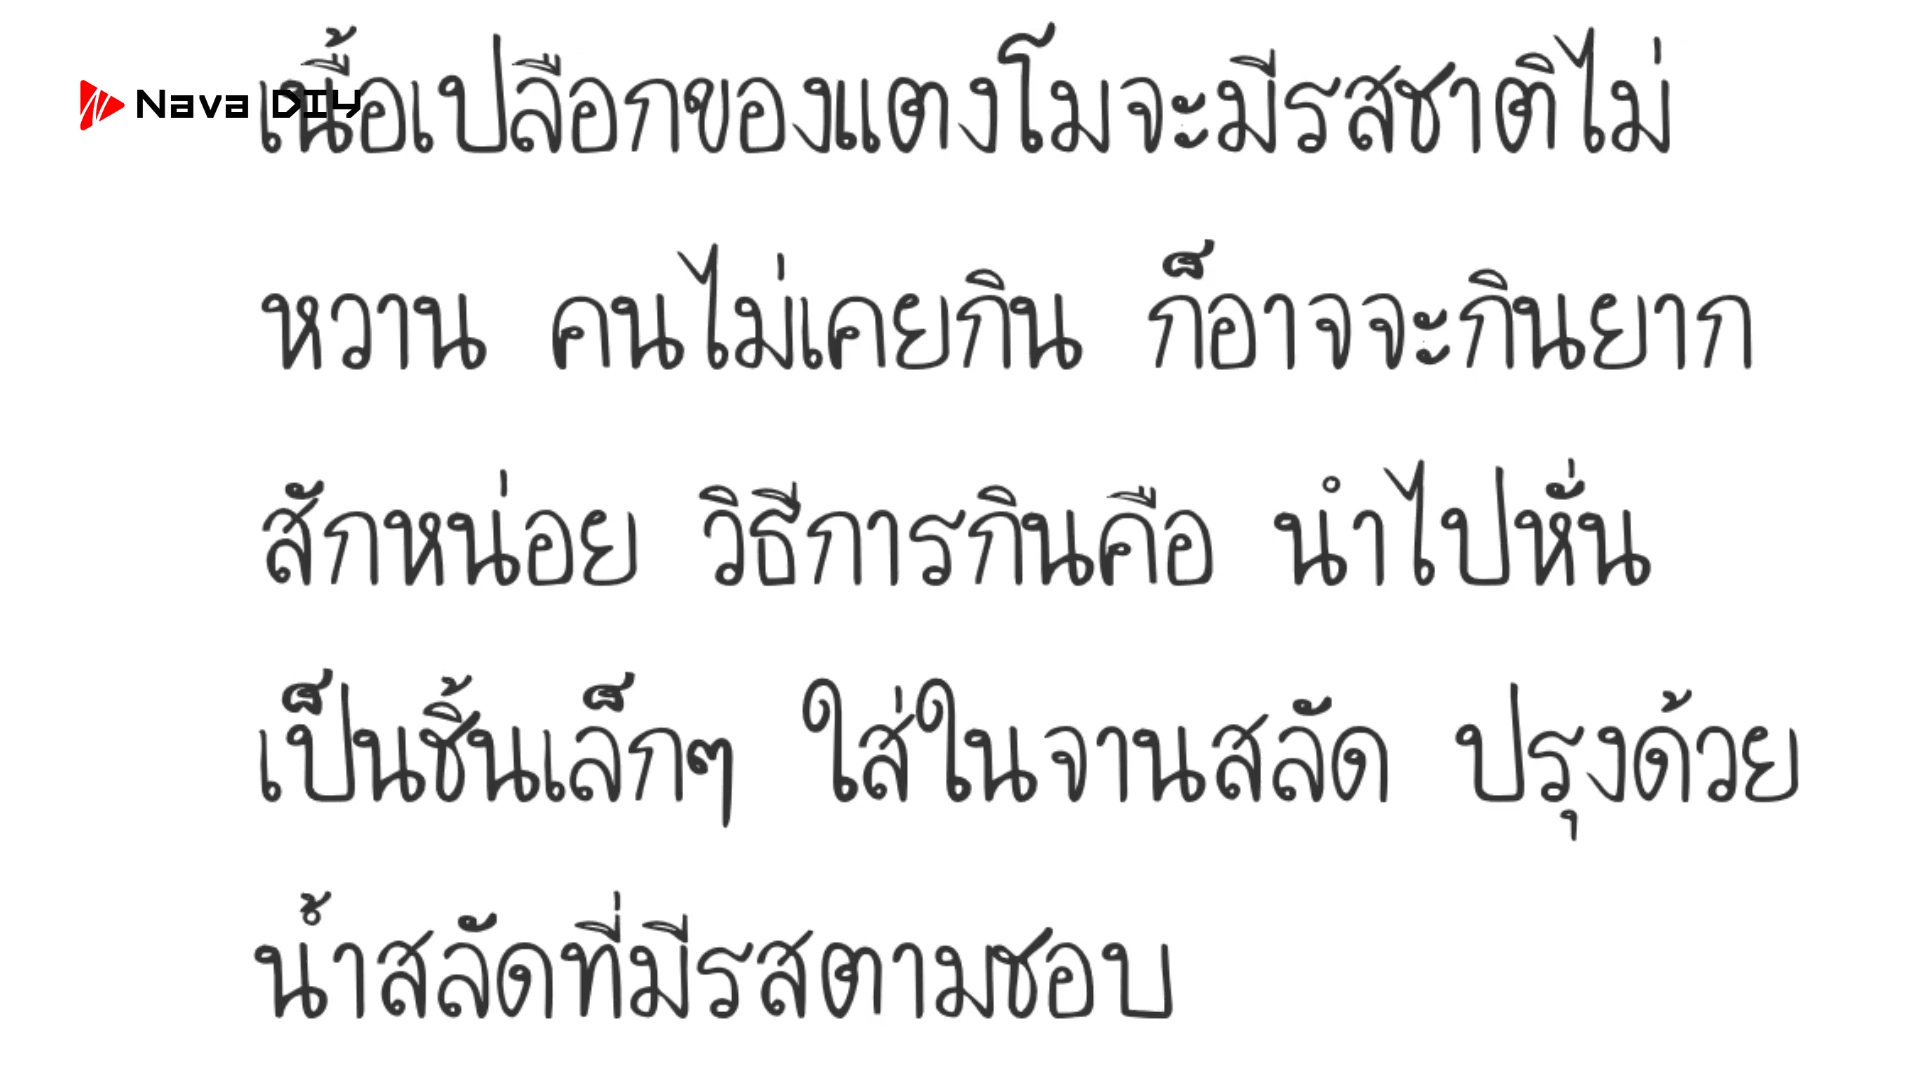 Nava DIY
เนื้อเปลือกของแตงโมจะมีรสชาติไม่
หวาน คนไม่เคยกิน ก็อาจจะกินยาก
สักหน่อย วิธีการกินคือ นำไปหั่น
เป็นชิ้นเล็กๆ ใส่ในจานสลัด ปรุงด้วย
น้ำสลัดที่มีรสตามชอบ